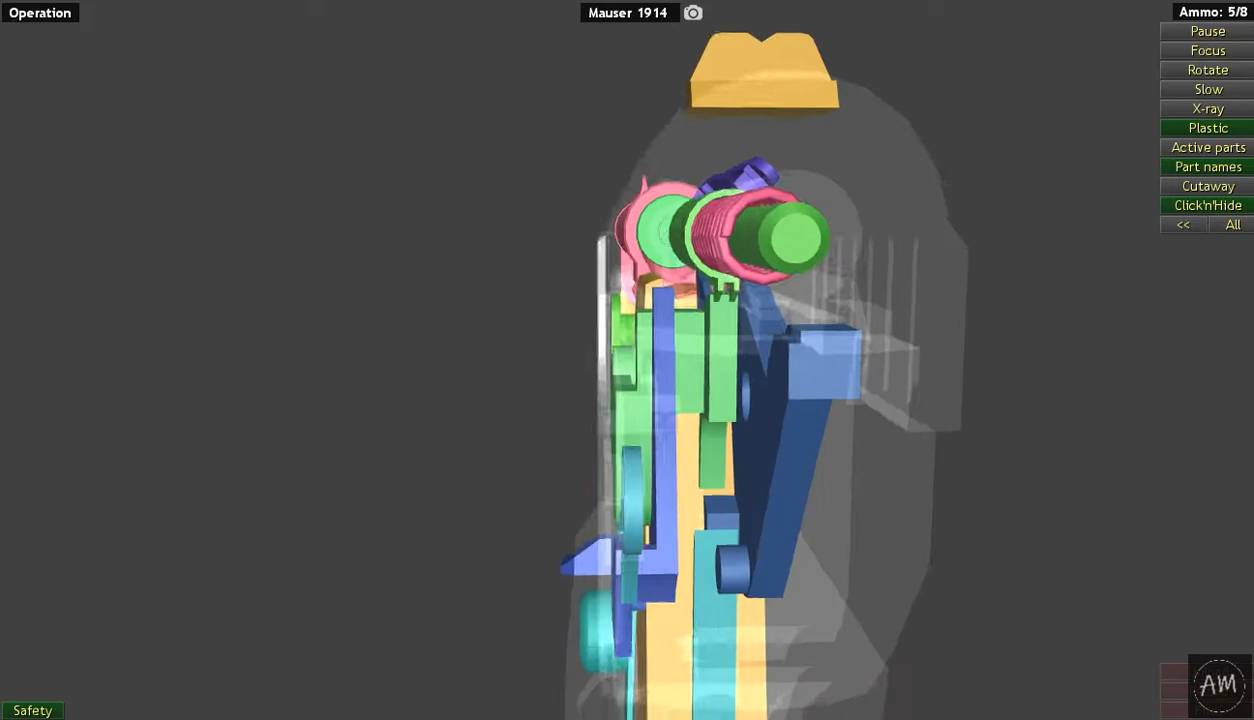 Operation
Mauser 1914
Ammo: 5/8
Pause
Focus
Rotate
Slow
X-ray
Plastic
Active parts
Part names
Cutaway
Click'n'Hide
<< All
Safety
AM